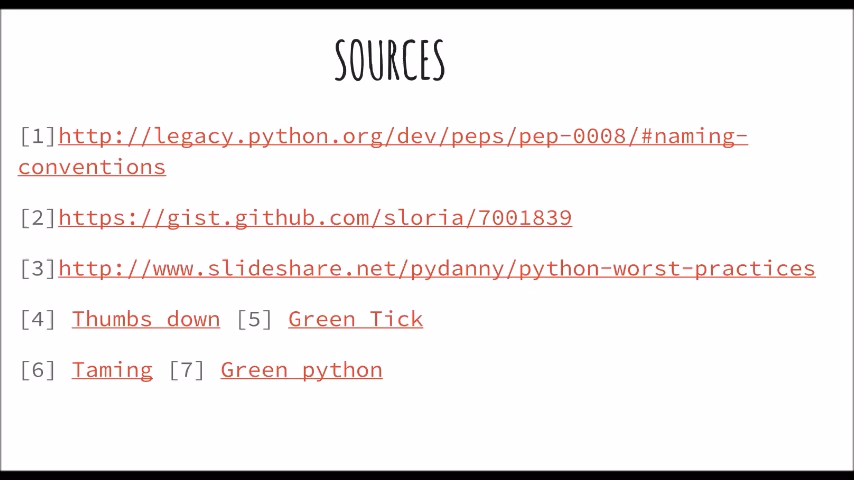 SOURCES
[1]http://legacy.python.org/dev/peps/pep-0008/#naming-
conventions
[2]https://gist.github.com/sloria/7001839
[3]http://www.slideshare.net/pydanny/python-worst-practices
[4] Thumbs down [5] Green Tick
[6] Taming [7] Green python